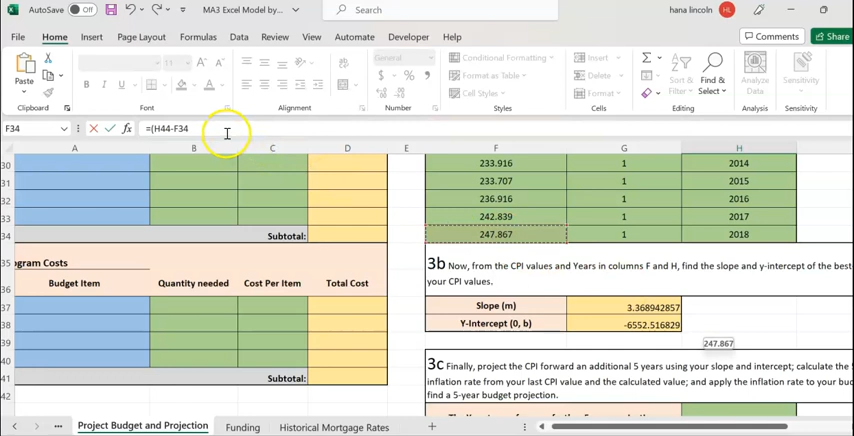 AutoSave Off MA3 Excel Model by... Search hana lincoln HL
File Home Insert Page Layout Formulas Data Review View Automate Developer Help Comments Share
Paste
Clipboard
11 A A
B I U A
Font
ab
Alignment
General
$ % 9
Number
Conditional Formatting
Format as Table
Cell Styles
Styles
Insert
Delete
Format
Cells
Σ
Sort &
Filter
Find &
Select
Editing
Analyze
Data
Analysis
Sensitivity
Sensitivity
F34 fx =(H44-F34
A B C D E F G H
30 233.916 1 2014
31 233.707 1 2015
32 236.916 1 2016
33 242.839 1 2017
34 Subtotal: 247.867 1 2018
35 ogram Costs
3b Now, from the CPI values and Years in columns F and H, find the slope and y-intercept of the best
your CPI values.
36 Budget Item Quantity needed Cost Per Item Total Cost
37 Slope (m) 3.368942857
38 Y-Intercept (0, b) -6552.516829
39 247.867
40 3c Finally, project the CPI forward an additional 5 years using your slope and intercept; calculate the
41 Subtotal: inflation rate from your last CPI value and the calculated value; and apply the inflation rate to your bud
find a 5-year budget projection.
42
Project Budget and Projection Funding Historical Mortgage Rates